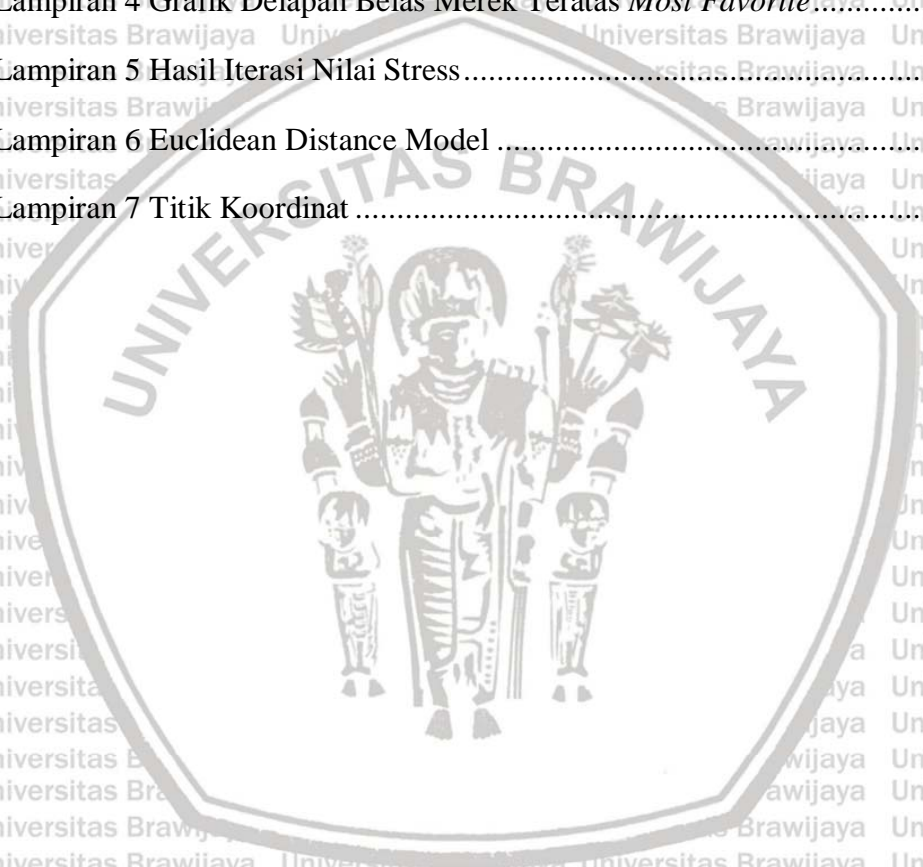 Lampiran 4 Grafik Delapan Belas Merek Teratas Most Favorite..............
Lampiran 5 Hasil Iterasi Nilai Stress..............
Lampiran 6 Euclidean Distance Model..............
Lampiran 7 Titik Koordinat..............
UNIVERSITAS BRAWIJAYA